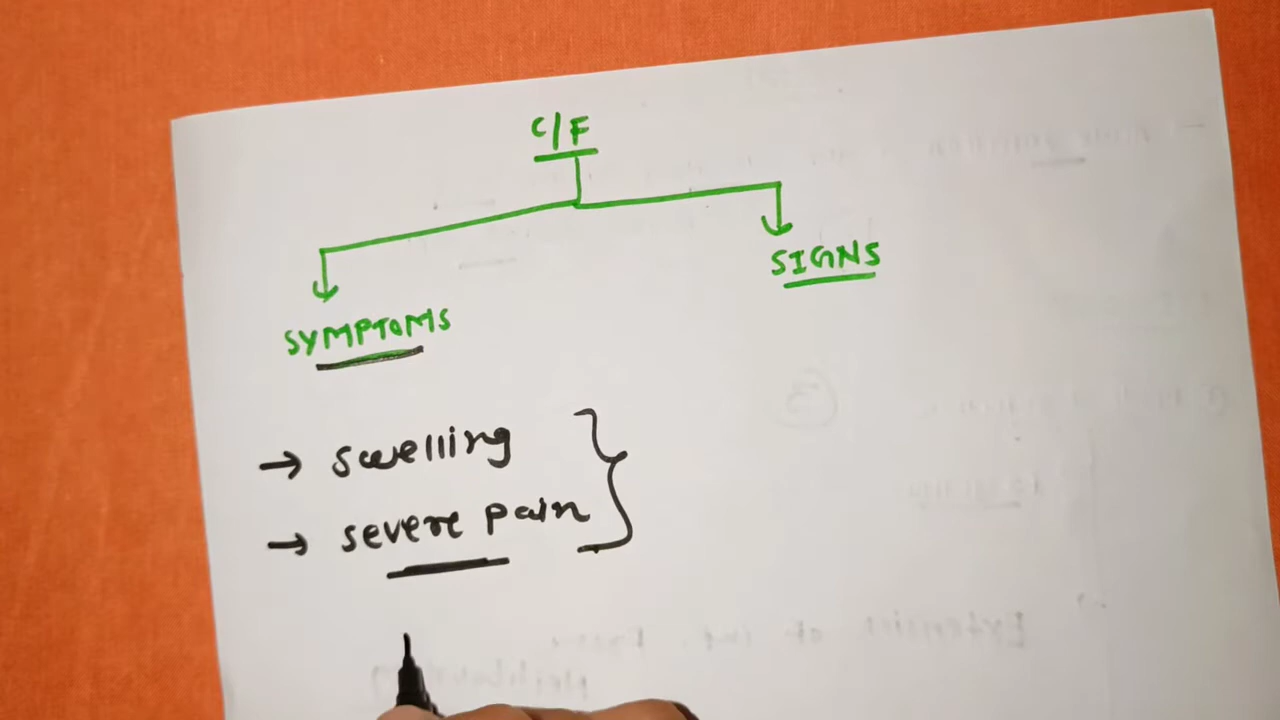 C/F
SIGNS
SYMPTOMS
→ swelling
→ severe pain